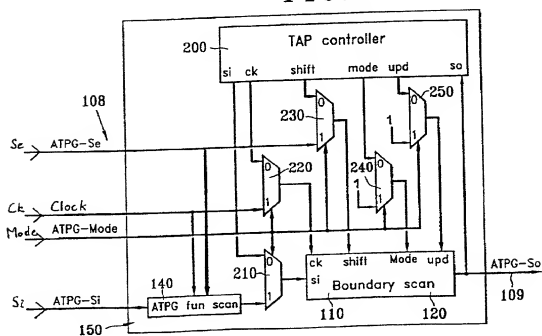 200
TAP controller
si ck shift mode upd so
108
230
0
1
250
0
1
1
Se ATPG-Se
220
0
1
240
0
1
1
Ck Clock
Mode ATPG-Mode
210
0
1
ck shift Mode upd
si
Boundary scan
ATPG-So
109
140
ATPG fun scan
Si ATPG-Si
150
110
120